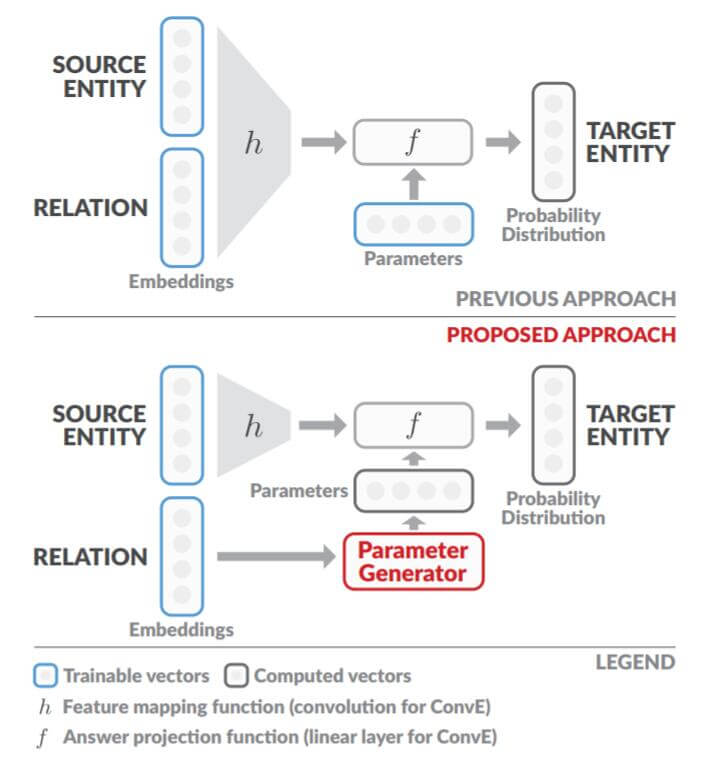 SOURCE
ENTITY
h
f
TARGET
ENTITY
RELATION
Probability
Distribution
Parameters
Embeddings
PREVIOUS APPROACH
PROPOSED APPROACH
SOURCE
ENTITY
h
f
TARGET
ENTITY
Parameters
Probability
Distribution
RELATION
Parameter
Generator
Embeddings
LEGEND
Trainable vectors Computed vectors
h Feature mapping function (convolution for ConvE)
f Answer projection function (linear layer for ConvE)